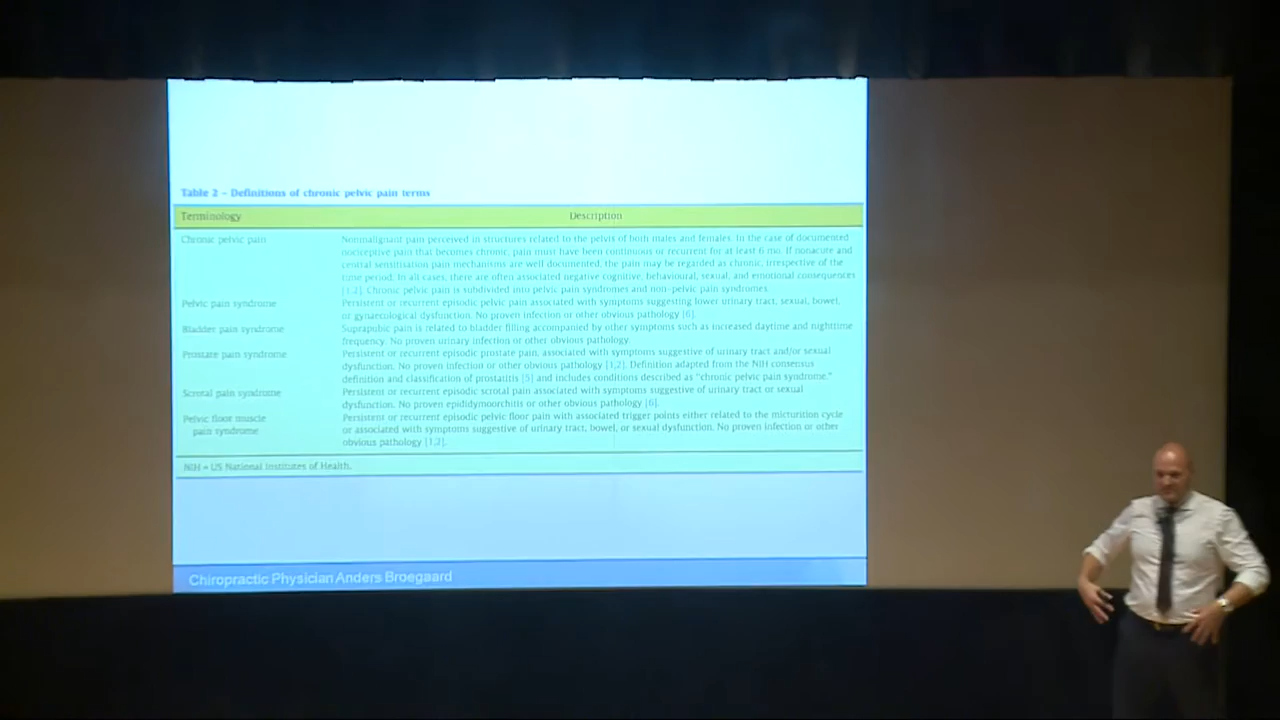 Table 2 – Definitions of chronic pelvic pain terms
Terminology Description
Chronic pelvic pain Nonmalignant pain perceived in structures related to the pelvis of both males and females. In the case of documented
nociceptive pain that becomes chronic, pain must have been continuous or recurrent for at least 6 mo. If nonacute and
central sensitisation pain mechanisms are well documented, the pain may be regarded as chronic, irrespective of the
time period. In all cases, there are often associated negative cognitive, behavioural, sexual, and emotional consequences
[1,2]. Chronic pelvic pain is subdivided into pelvic pain syndromes and non-pelvic pain syndromes.
Pelvic pain syndrome Persistent or recurrent episodic pelvic pain associated with symptoms suggesting lower urinary tract, sexual, bowel,
or gynaecological dysfunction. No proven infection or other obvious pathology [6].
Bladder pain syndrome Suprapubic pain is related to bladder filling accompanied by other symptoms such as increased daytime and nighttime
frequency. No proven urinary infection or other obvious pathology.
Prostate pain syndrome Persistent or recurrent episodic prostate pain, associated with symptoms suggestive of urinary tract and/or sexual
dysfunction. No proven infection or other obvious pathology [1,2]. Definition adapted from the NIH consensus
definition and classification of prostatitis [5] and includes conditions described as "chronic pelvic pain syndrome."
Scrotal pain syndrome Persistent or recurrent episodic scrotal pain associated with symptoms suggestive of urinary tract or sexual
dysfunction. No proven epididymoorchitis or other obvious pathology [6].
Pelvic floor muscle Persistent or recurrent episodic pelvic floor pain with associated trigger points either related to the micturition cycle
pain syndrome or associated with symptoms suggestive of urinary tract, bowel, or sexual dysfunction. No proven infection or other
obvious pathology [1,2].
NIH = US National Institutes of Health.
Chiropractic Physician Anders Broegaard